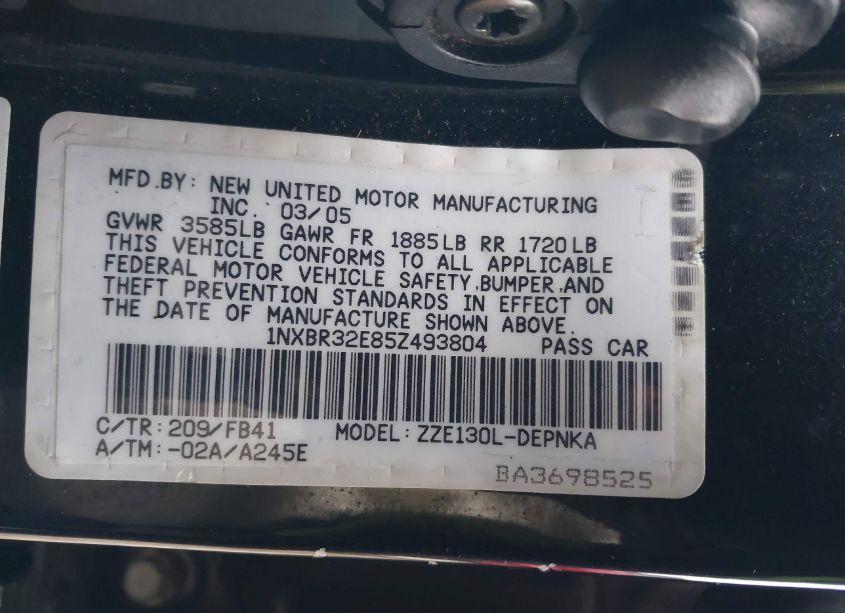 MFD.BY: NEW UNITED MOTOR MANUFACTURING
INC. 03/05
GVWR 3585LB GAWR FR 1885LB RR 1720LB
THIS VEHICLE CONFORMS TO ALL APPLICABLE
FEDERAL MOTOR VEHICLE SAFETY,BUMPER,AND
THEFT PREVENTION STANDARDS IN EFFECT ON
THE DATE OF MANUFACTURE SHOWN ABOVE.
1NXBR32E85Z493804 PASS CAR
C/TR:209/FB41 MODEL:ZZE130L-DEPNKA
A/TM:-02A/A245E
BA3698525